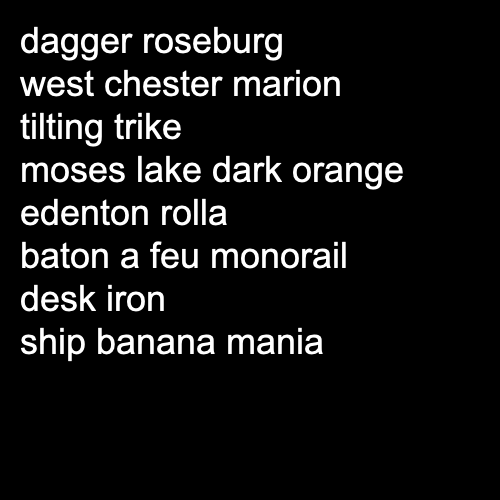 dagger roseburg
west chester marion
tilting trike
moses lake dark orange
edenton rolla
baton a feu monorail
desk iron
ship banana mania